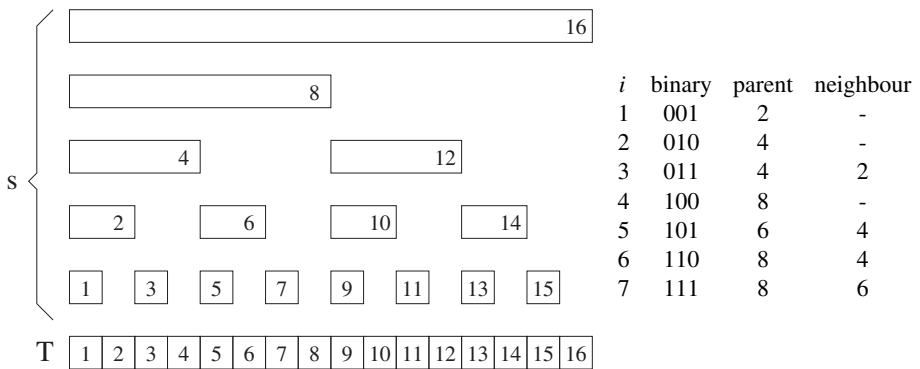 16
8
4 12
s
2 6 10 14
1 3 5 7 9 11 13 15
T 1 2 3 4 5 6 7 8 9 10 11 12 13 14 15 16
i binary parent neighbour
1 001 2 -
2 010 4 -
3 011 4 2
4 100 8 -
5 101 6 4
6 110 8 4
7 111 8 6